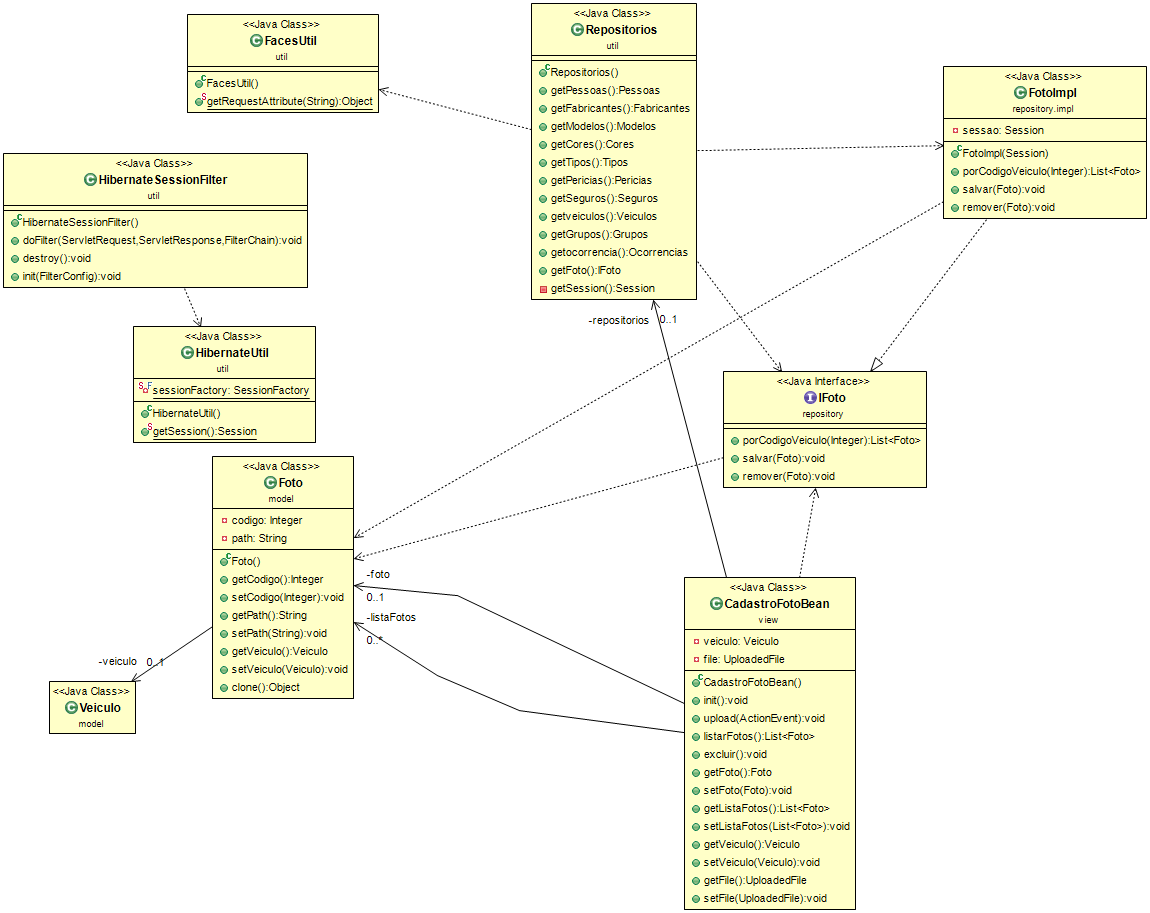 <<Java Class>>
FacesUtil
util
FacesUtil()
getRequestAttribute(String):Object
<<Java Class>>
Repositorios
util
Repositorios()
getPessoas():Pessoas
getFabricantes():Fabricantes
getModelos():Modelos
getCores():Cores
getTipos():Tipos
getPericias():Pericias
getSeguros():Seguros
getveiculos():Veiculos
getGrupos():Grupos
getocorrencia():Ocorrencias
getFoto():IFoto
getSession():Session
<<Java Class>>
FotoImpl
repository.impl
sessao: Session
FotoImpl(Session)
porCodigoVeiculo(Integer):List<Foto>
salvar(Foto):void
remover(Foto):void
<<Java Class>>
HibernateSessionFilter
util
HibernateSessionFilter()
doFilter(ServletRequest,ServletResponse,FilterChain):void
destroy():void
init(FilterConfig):void
<<Java Class>>
HibernateUtil
util
sessionFactory: SessionFactory
HibernateUtil()
getSession():Session
-repositorios 0..1
<<Java Interface>>
IFoto
repository
porCodigoVeiculo(Integer):List<Foto>
salvar(Foto):void
remover(Foto):void
<<Java Class>>
Foto
model
codigo: Integer
path: String
Foto()
getCodigo():Integer
setCodigo(Integer):void
getPath():String
setPath(String):void
getVeiculo():Veiculo
setVeiculo(Veiculo):void
clone():Object
-foto
0..1
-listaFotos
0..*
-veiculo 0..1
<<Java Class>>
Veiculo
model
<<Java Class>>
CadastroFotoBean
view
veiculo: Veiculo
file: UploadedFile
CadastroFotoBean()
init():void
upload(ActionEvent):void
listarFotos():List<Foto>
excluir():void
getFoto():Foto
setFoto(Foto):void
getListaFotos():List<Foto>
setListaFotos(List<Foto>):void
getVeiculo():Veiculo
setVeiculo(Veiculo):void
getFile():UploadedFile
setFile(UploadedFile):void